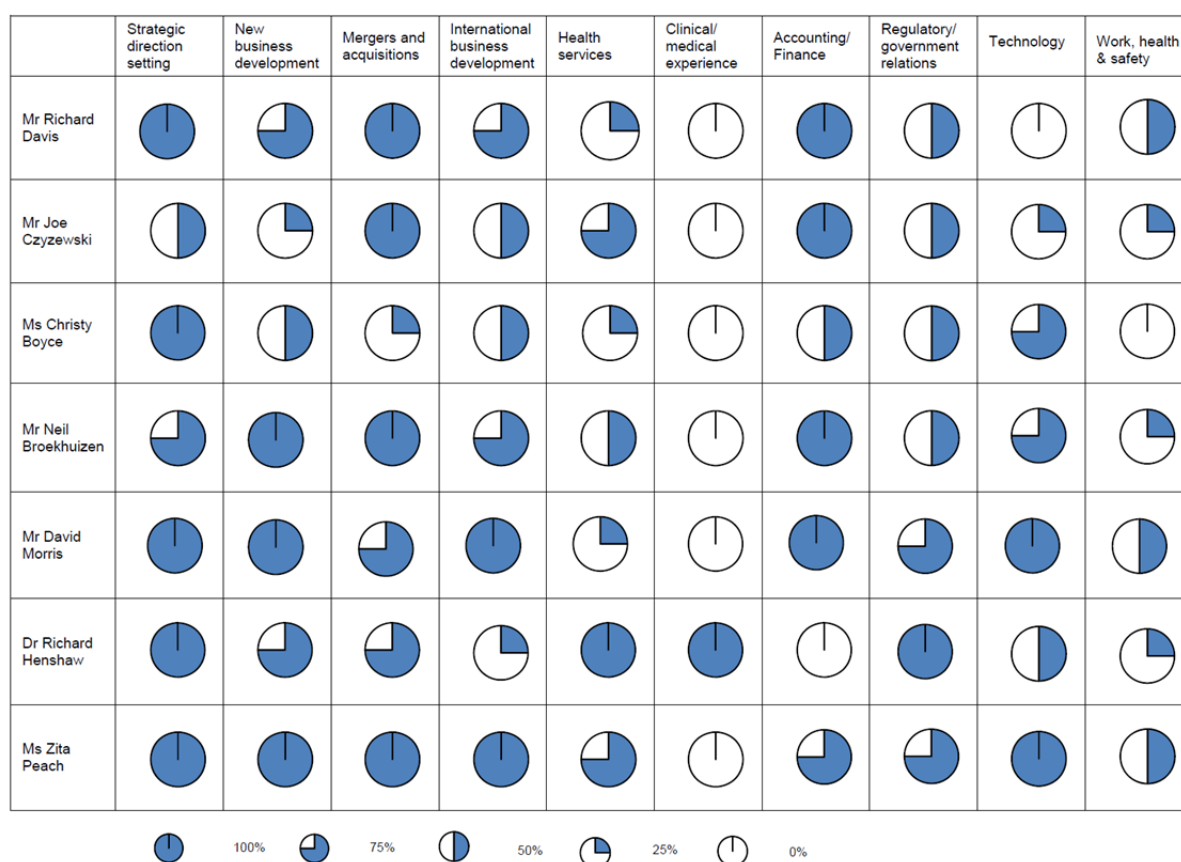 Strategic
direction
setting
New
business
development
Mergers and
acquisitions
International
business
development
Health
services
Clinical/
medical
experience
Accounting/
Finance
Regulatory/
government
relations
Technology
Work, health
& safety
Mr Richard
Davis
Mr Joe
Czyzewski
Ms Christy
Boyce
Mr Neil
Broekhuizen
Mr David
Morris
Dr Richard
Henshaw
Ms Zita
Peach
100% 75% 50% 25% 0%